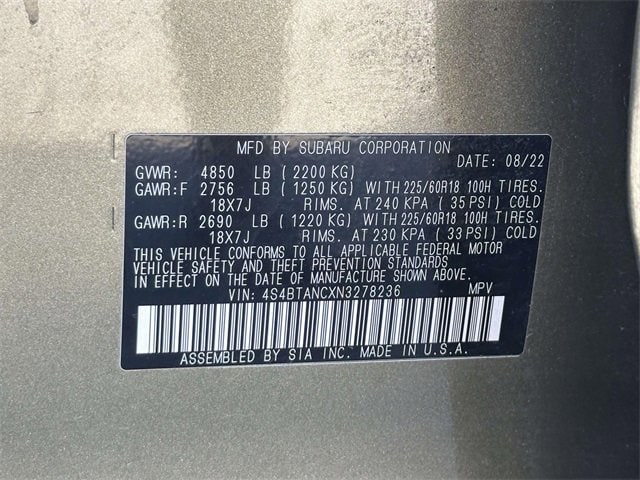 MFD BY SUBARU CORPORATION
DATE: 08/22
GVWR: 4850 LB (2200 KG)
GAWR:F 2756 LB (1250 KG) WITH 225/60R18 100H TIRES.
18X7J RIMS. AT 240 KPA (35 PSI) COLD
GAWR:R 2690 LB (1220 KG) WITH 225/60R18 100H TIRES.
18X7J RIMS. AT 230 KPA (33 PSI) COLD
THIS VEHICLE CONFORMS TO ALL APPLICABLE FEDERAL MOTOR
VEHICLE SAFETY AND THEFT PREVENTION STANDARDS
IN EFFECT ON THE DATE OF MANUFACTURE SHOWN ABOVE.
VIN: 4S4BTANCXN3278236 MPV
ASSEMBLED BY SIA INC. MADE IN U.S.A.